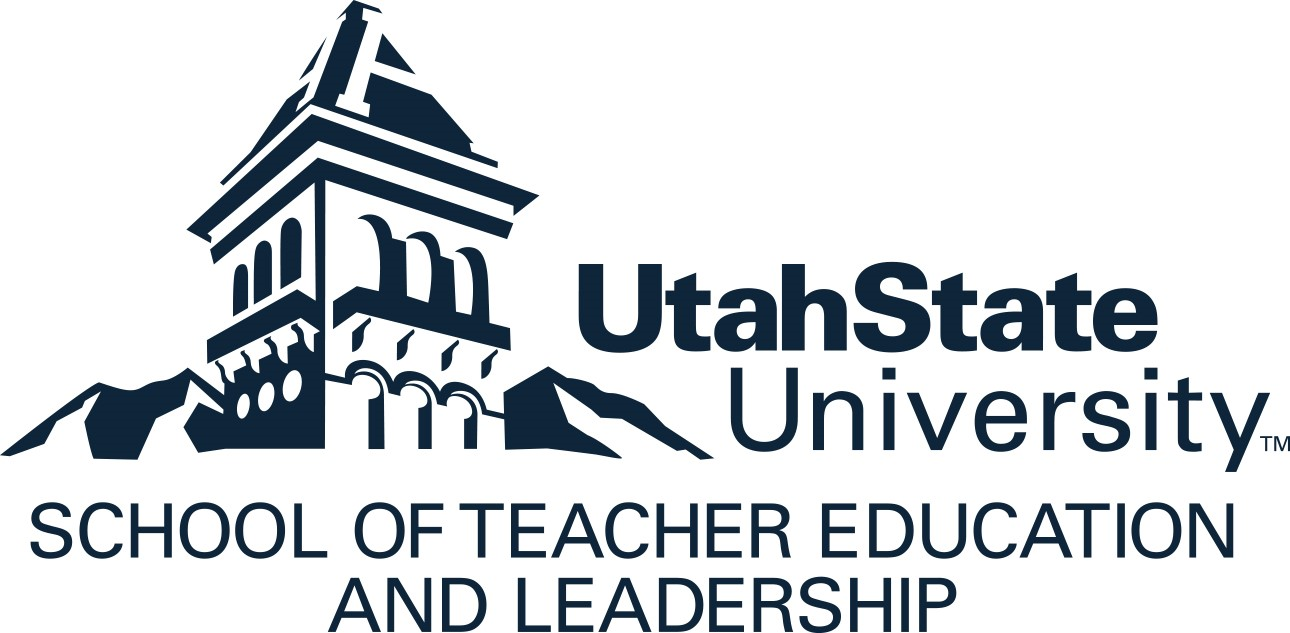 UtahState
University™
SCHOOL OF TEACHER EDUCATION
AND LEADERSHIP